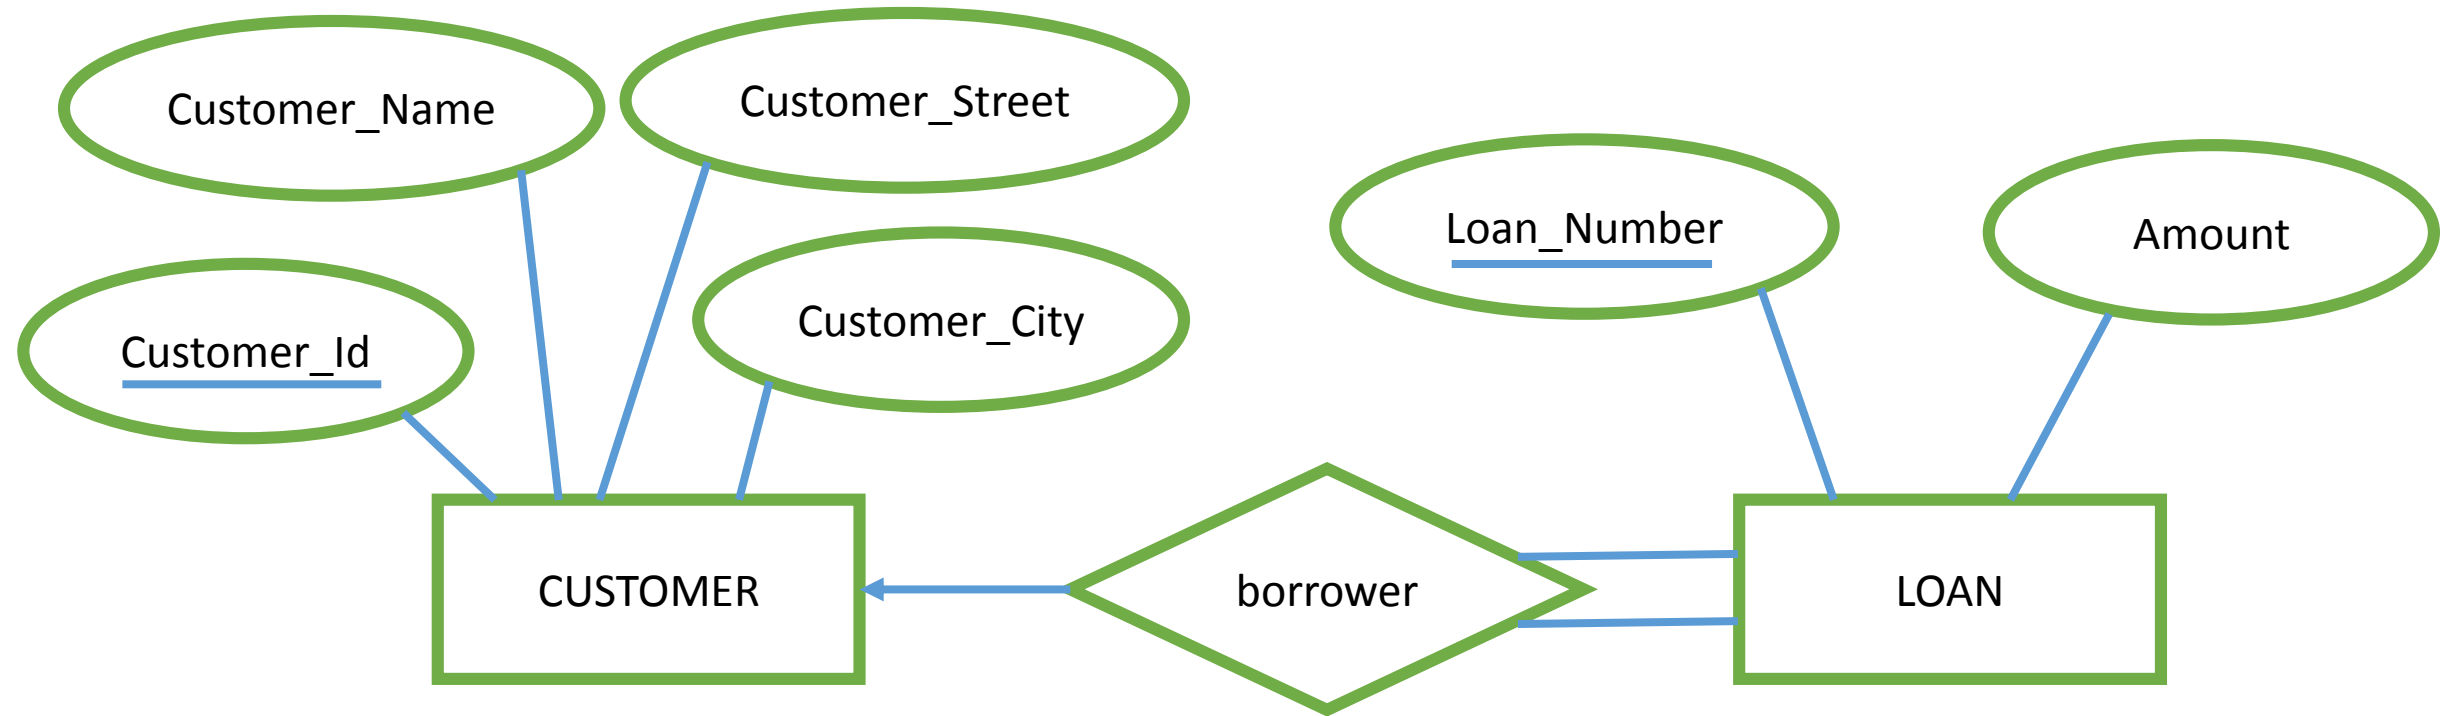 Customer_Name
Customer_Street
Loan_Number
Amount
Customer_Id
Customer_City
CUSTOMER
borrower
LOAN